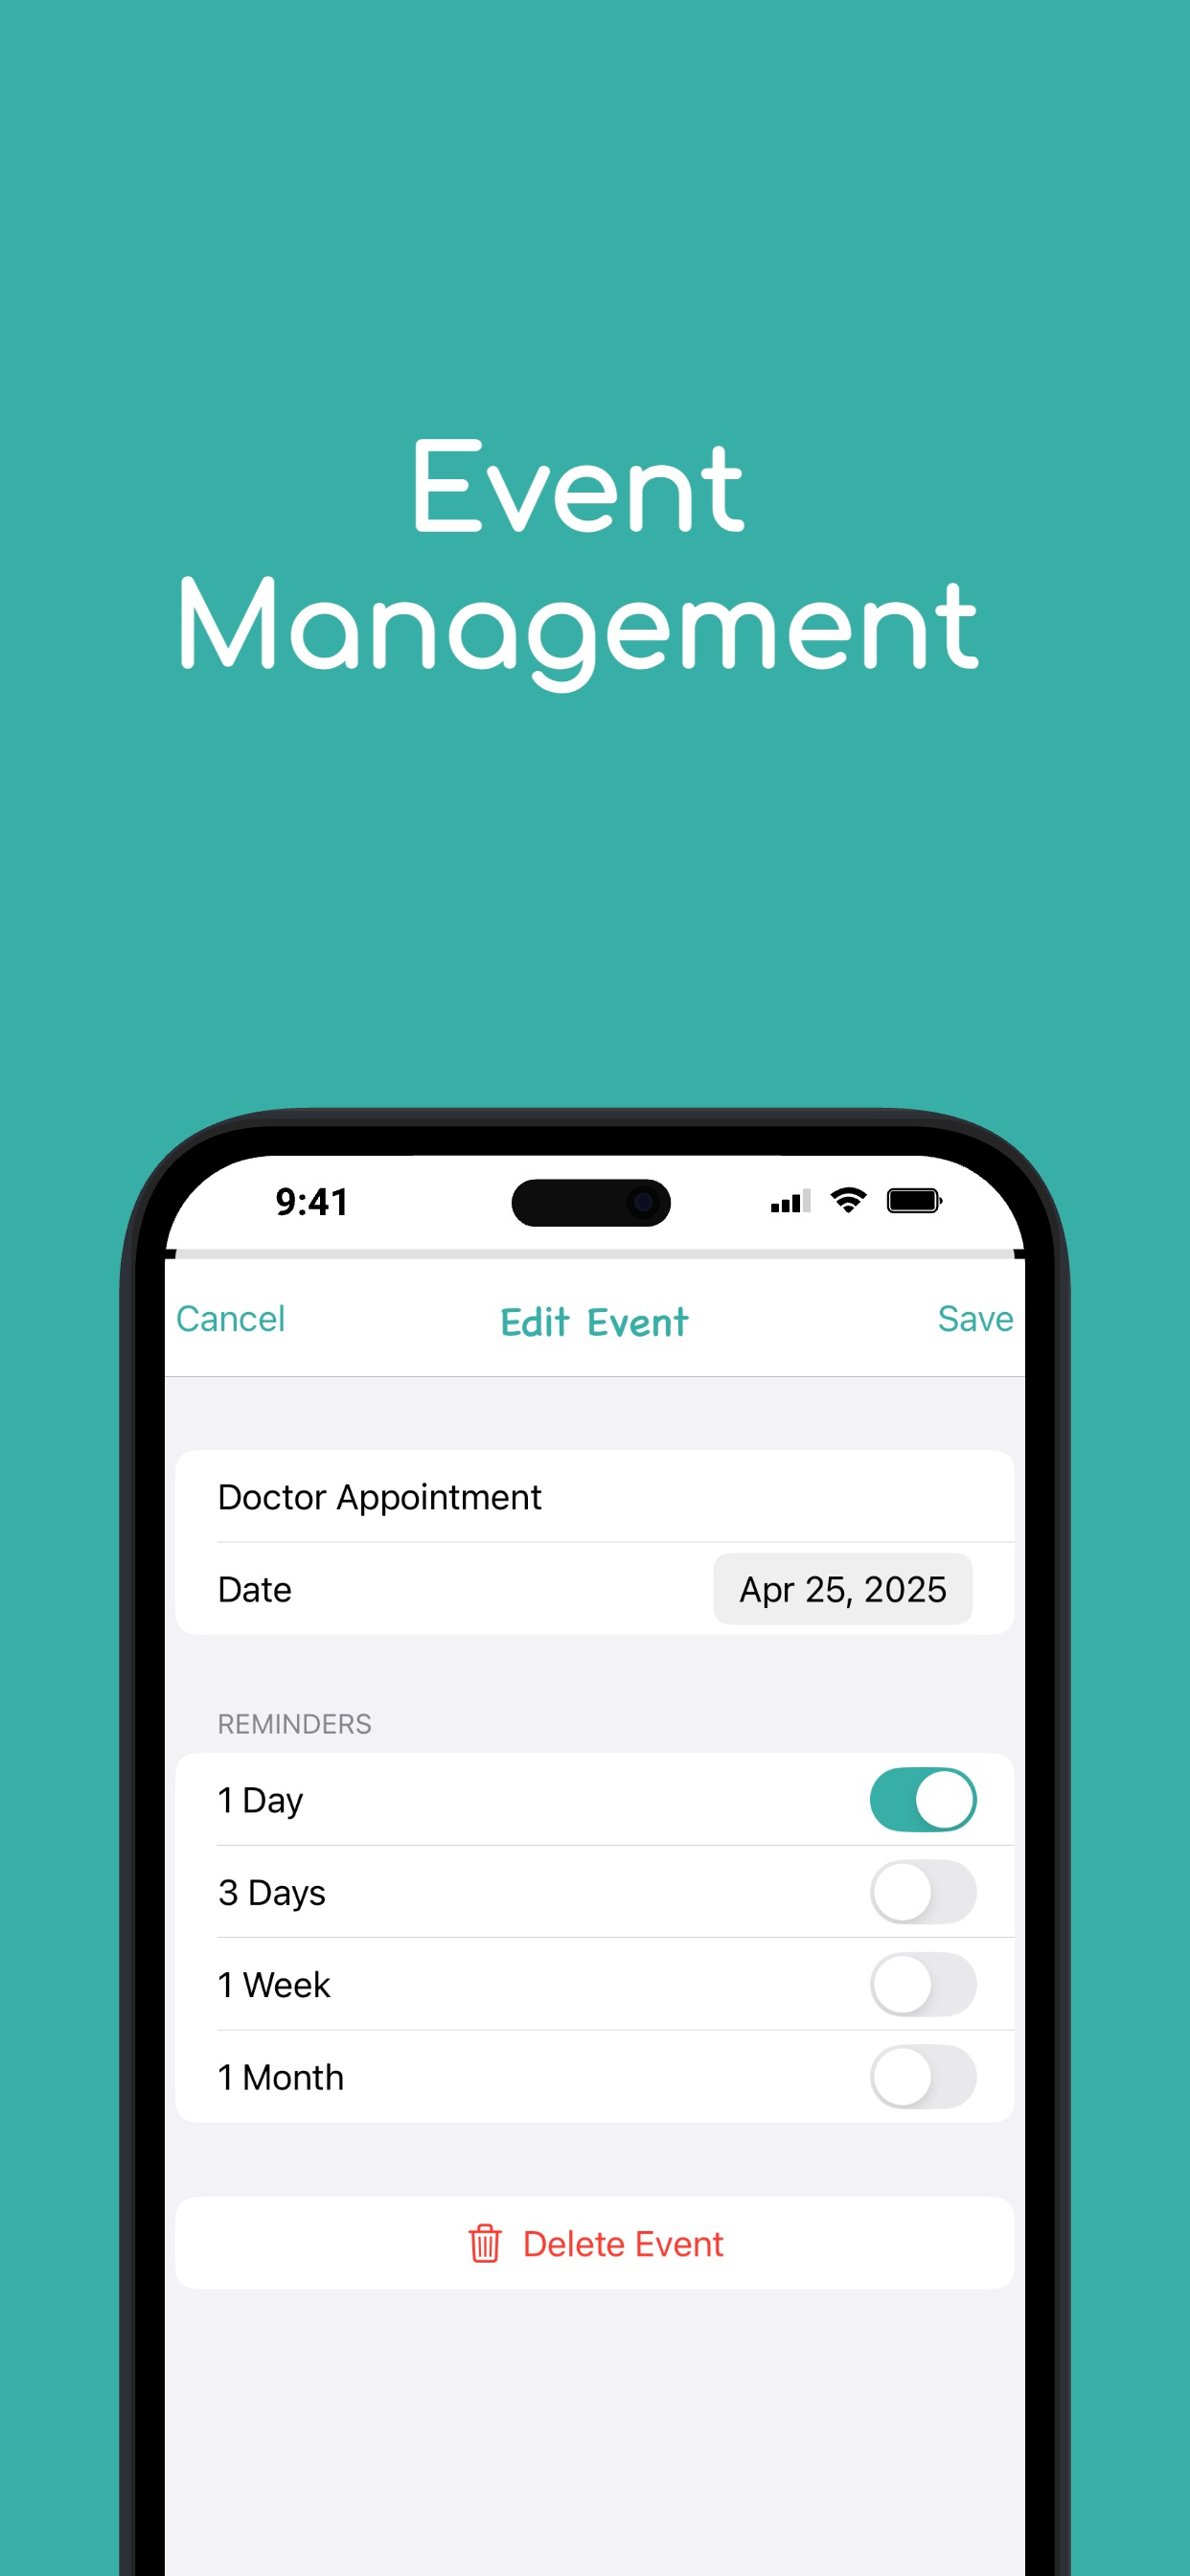 Event
Management
9:41
Cancel Edit Event Save
Doctor Appointment
Date Apr 25, 2025
REMINDERS
1 Day
3 Days
1 Week
1 Month
Delete Event